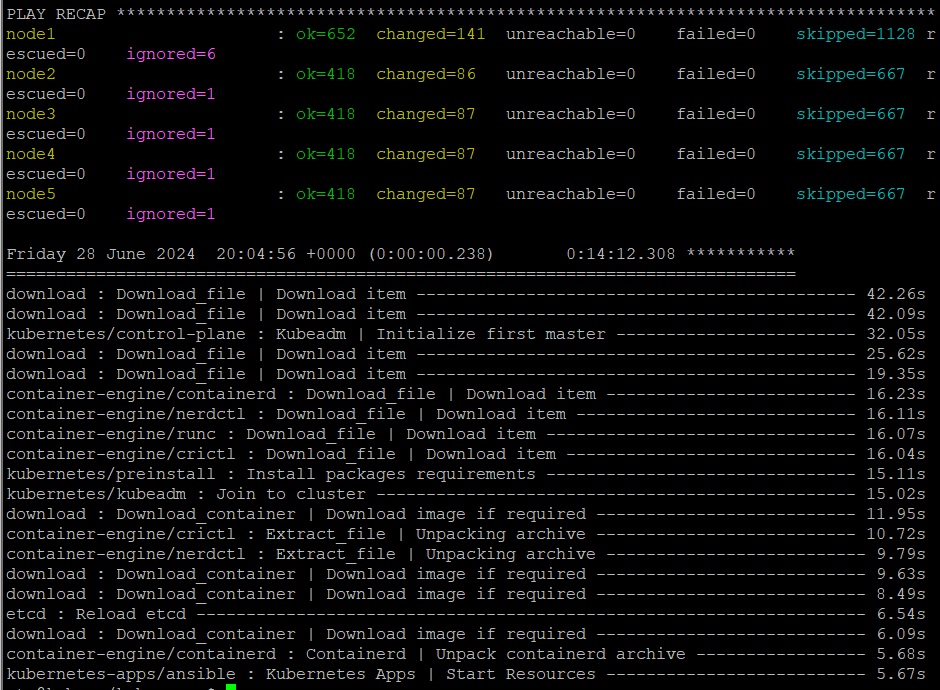 PLAY RECAP **********************************************************************************
node1                      : ok=652  changed=141  unreachable=0    failed=0    skipped=1128 r
escued=0    ignored=6
node2                      : ok=418  changed=86   unreachable=0    failed=0    skipped=667  r
escued=0    ignored=1
node3                      : ok=418  changed=87   unreachable=0    failed=0    skipped=667  r
escued=0    ignored=1
node4                      : ok=418  changed=87   unreachable=0    failed=0    skipped=667  r
escued=0    ignored=1
node5                      : ok=418  changed=87   unreachable=0    failed=0    skipped=667  r
escued=0    ignored=1
Friday 28 June 2024  20:04:56 +0000 (0:00:00.238)       0:14:12.308 ***********
===============================================================================
download : Download_file | Download item -------------------------------------------- 42.26s
download : Download_file | Download item -------------------------------------------- 42.09s
kubernetes/control-plane : Kubeadm | Initialize first master ------------------------ 32.05s
download : Download_file | Download item -------------------------------------------- 25.62s
download : Download_file | Download item -------------------------------------------- 19.35s
container-engine/containerd : Download_file | Download item ------------------------- 16.23s
container-engine/nerdctl : Download_file | Download item ---------------------------- 16.11s
container-engine/runc : Download_file | Download item ------------------------------- 16.07s
container-engine/crictl : Download_file | Download item ----------------------------- 16.04s
kubernetes/preinstall : Install packages requirements ------------------------------- 15.11s
kubernetes/kubeadm : Join to cluster ------------------------------------------------ 15.02s
download : Download_container | Download image if required -------------------------- 11.95s
container-engine/crictl : Extract_file | Unpacking archive -------------------------- 10.72s
container-engine/nerdctl : Extract_file | Unpacking archive -------------------------- 9.79s
download : Download_container | Download image if required --------------------------- 9.63s
download : Download_container | Download image if required --------------------------- 8.49s
etcd : Reload etcd ------------------------------------------------------------------- 6.54s
download : Download_container | Download image if required --------------------------- 6.09s
container-engine/containerd : Containerd | Unpack containerd archive ----------------- 5.68s
kubernetes-apps/ansible : Kubernetes Apps | Start Resources -------------------------- 5.67s